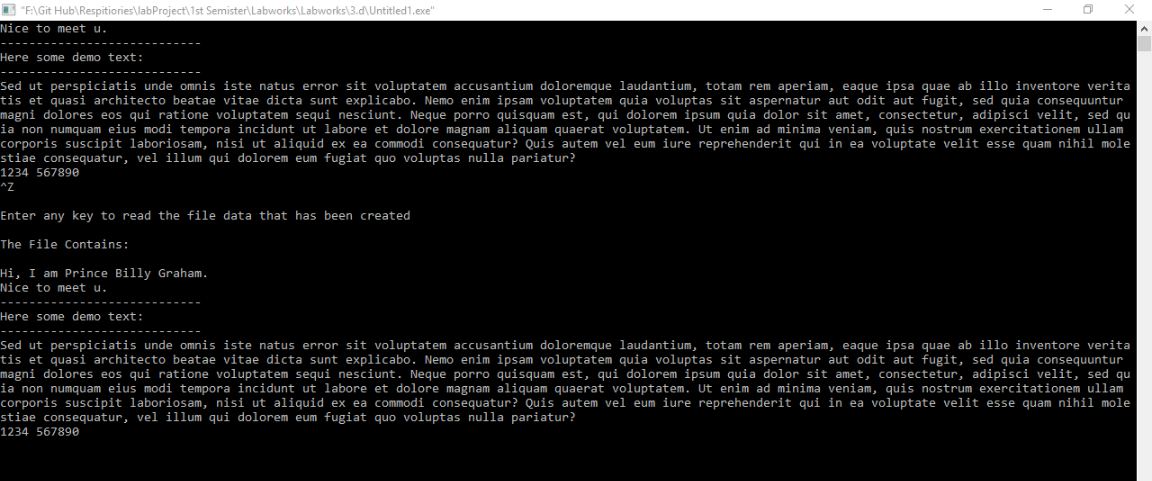 "F:\Git Hub\Respitiories\labProject\1st Semister\Labworks\Labworks\3.d\Untitled1.exe"
Nice to meet u.
----------------------------
Here some demo text:
----------------------------
Sed ut perspiciatis unde omnis iste natus error sit voluptatem accusantium doloremque laudantium, totam rem aperiam, eaque ipsa quae ab illo inventore verita
tis et quasi architecto beatae vitae dicta sunt explicabo. Nemo enim ipsam voluptatem quia voluptas sit aspernatur aut odit aut fugit, sed quia consequuntur
magni dolores eos qui ratione voluptatem sequi nesciunt. Neque porro quisquam est, qui dolorem ipsum quia dolor sit amet, consectetur, adipisci velit, sed qu
ia non numquam eius modi tempora incidunt ut labore et dolore magnam aliquam quaerat voluptatem. Ut enim ad minima veniam, quis nostrum exercitationem ullam
corporis suscipit laboriosam, nisi ut aliquid ex ea commodi consequatur? Quis autem vel eum iure reprehenderit qui in ea voluptate velit esse quam nihil mole
stiae consequatur, vel illum qui dolorem eum fugiat quo voluptas nulla pariatur?
1234 567890
^Z
Enter any key to read the file data that has been created
The File Contains:
Hi, I am Prince Billy Graham.
Nice to meet u.
----------------------------
Here some demo text:
----------------------------
Sed ut perspiciatis unde omnis iste natus error sit voluptatem accusantium doloremque laudantium, totam rem aperiam, eaque ipsa quae ab illo inventore verita
tis et quasi architecto beatae vitae dicta sunt explicabo. Nemo enim ipsam voluptatem quia voluptas sit aspernatur aut odit aut fugit, sed quia consequuntur
magni dolores eos qui ratione voluptatem sequi nesciunt. Neque porro quisquam est, qui dolorem ipsum quia dolor sit amet, consectetur, adipisci velit, sed qu
ia non numquam eius modi tempora incidunt ut labore et dolore magnam aliquam quaerat voluptatem. Ut enim ad minima veniam, quis nostrum exercitationem ullam
corporis suscipit laboriosam, nisi ut aliquid ex ea commodi consequatur? Quis autem vel eum iure reprehenderit qui in ea voluptate velit esse quam nihil mole
stiae consequatur, vel illum qui dolorem eum fugiat quo voluptas nulla pariatur?
1234 567890